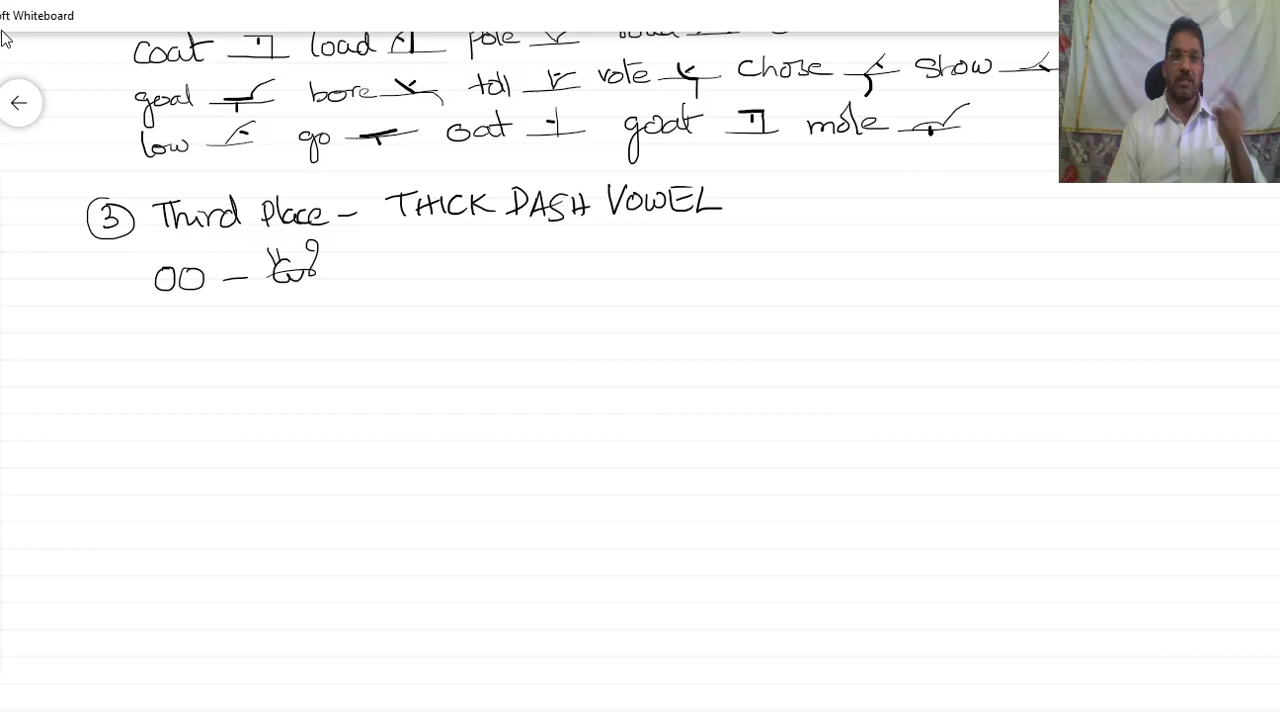 oft Whiteboard
coat load pole
goal bore toll vote chose show
low go oat goat mole
③ Third Place - THICK DASH VOWEL
OO -